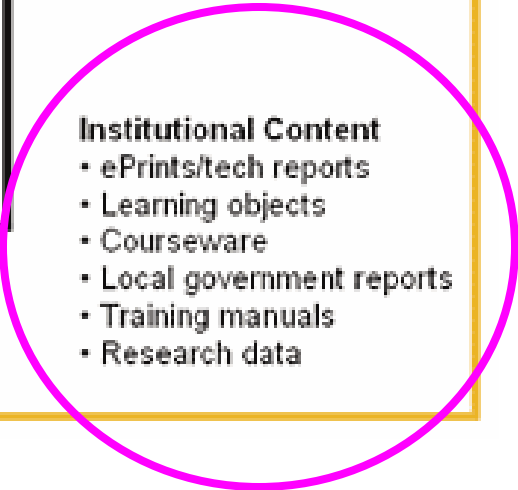 Institutional Content
• ePrints/tech reports
• Learning objects
• Courseware
• Local government reports
• Training manuals
• Research data